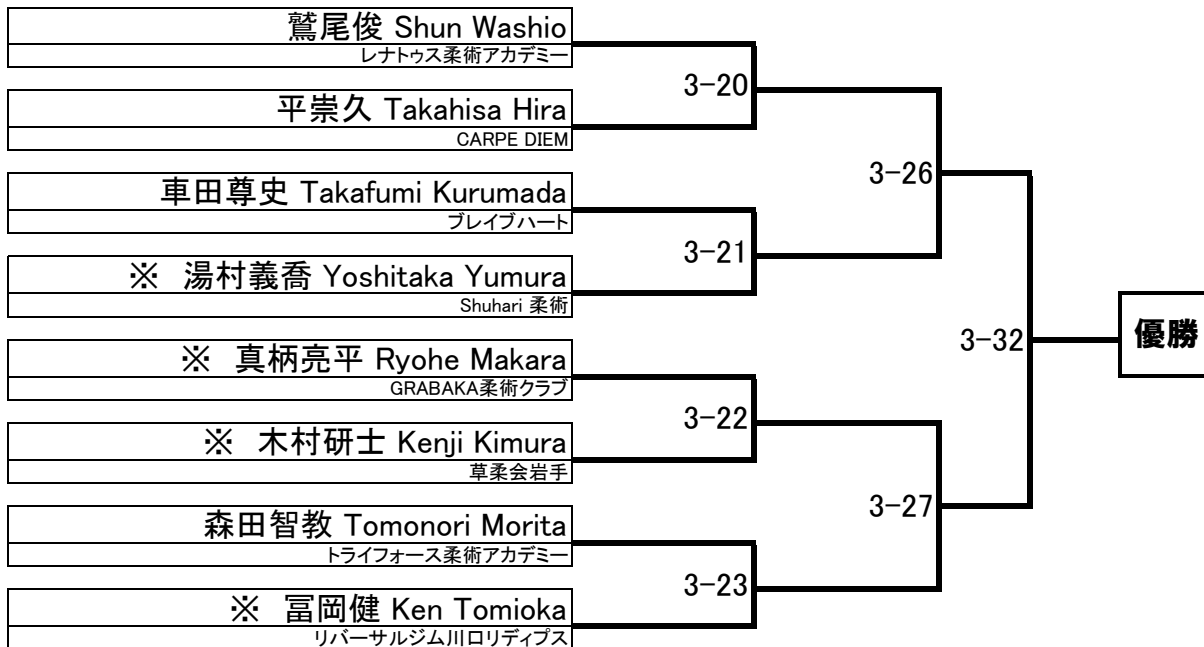 鷲尾俊 Shun Washio
レナトゥス柔術アカデミー
平崇久 Takahisa Hira
CARPE DIEM
車田尊史 Takafumi Kurumada
ブレイブハート
※ 湯村義喬 Yoshitaka Yumura
Shuhari 柔術
※ 真柄亮平 Ryohe Makara
GRABAKA柔術クラブ
※ 木村研士 Kenji Kimura
草柔会岩手
森田智教 Tomonori Morita
トライフォース柔術アカデミー
※ 冨岡健 Ken Tomioka
リバーサルジム川口リディプス
3-20
3-21
3-22
3-23
3-26
3-27
3-32
優勝